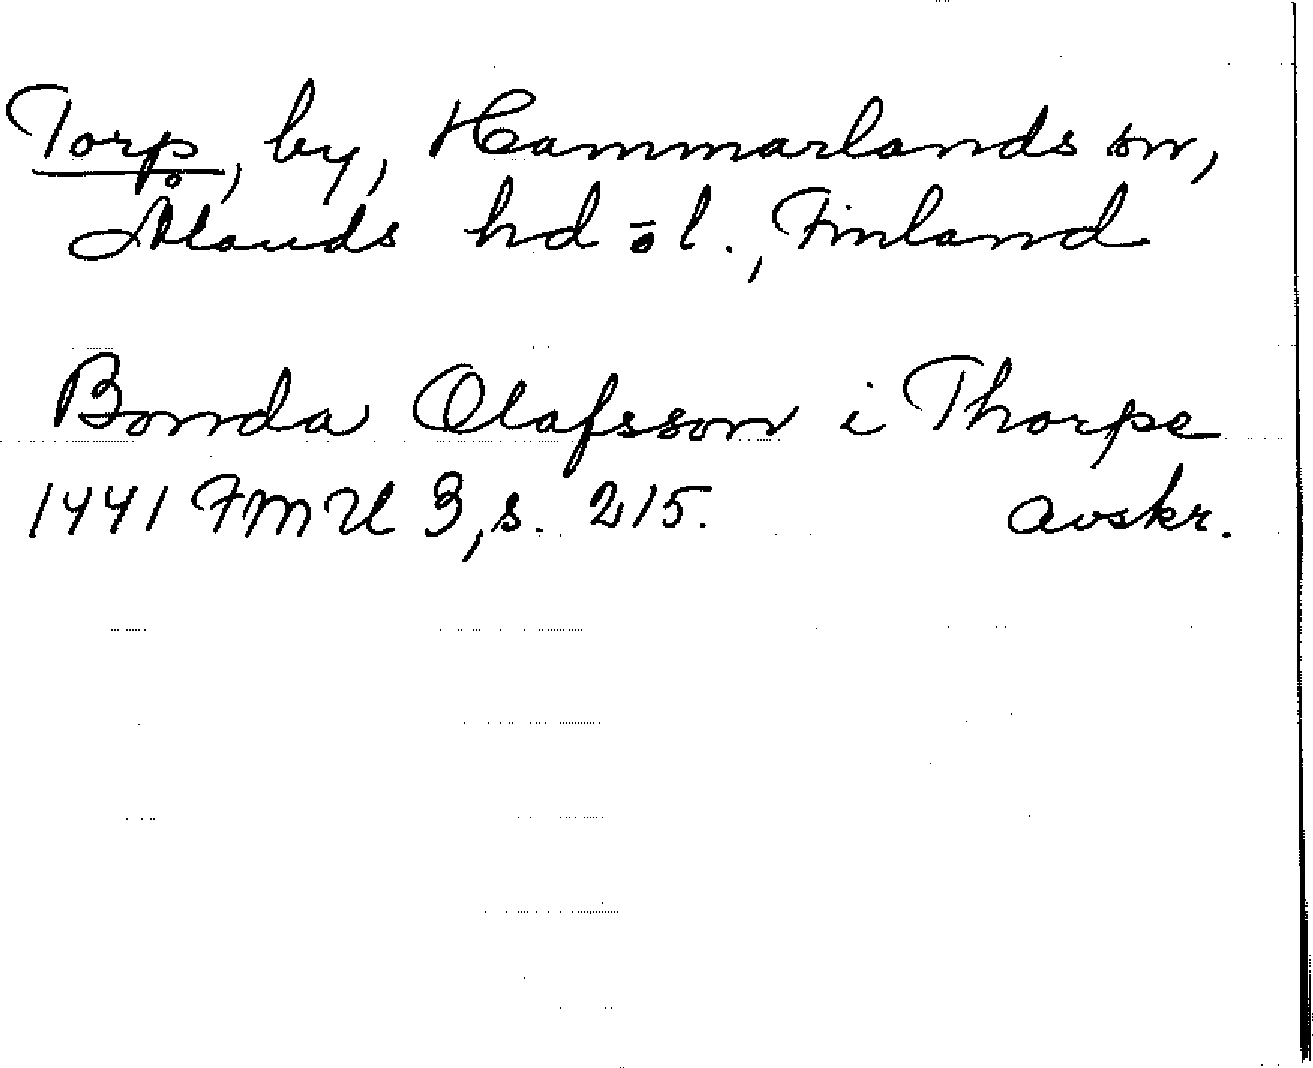 Torp, by, Hammarlands sn,
Ålands hd o l., Finland
Bonda Olafsson i Thorpe
1441 FMU 3, s. 215. avskr.